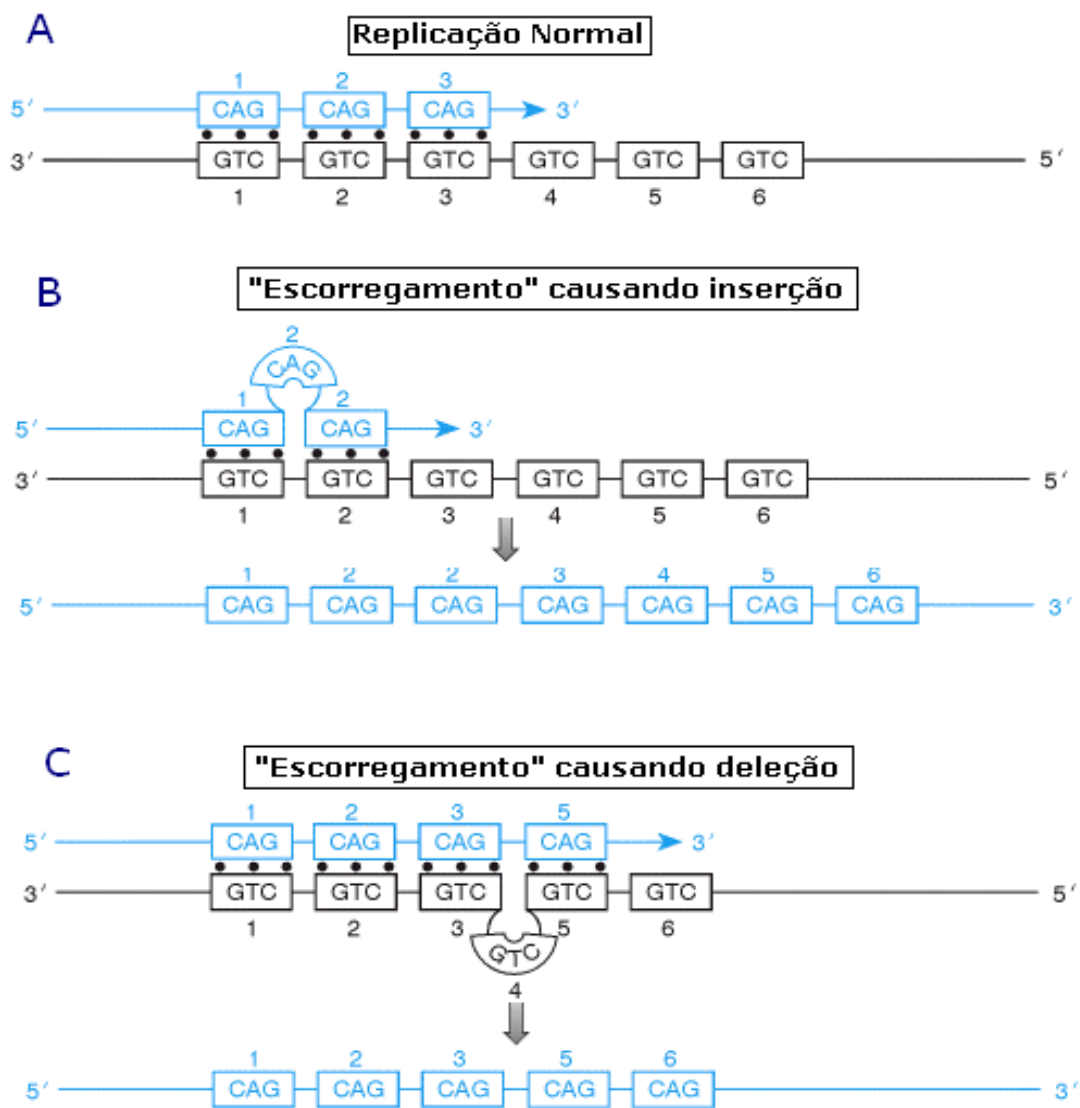 A
Replicação Normal
1 2 3
5′ CAG CAG CAG 3′
3′ GTC GTC GTC GTC GTC GTC 5′
1 2 3 4 5 6
B
"Escorregamento" causando inserção
2
CAG
1 2
5′ CAG CAG 3′
3′ GTC GTC GTC GTC GTC GTC 5′
1 2 3 4 5 6
1 2 2 3 4 5 6
5′ CAG CAG CAG CAG CAG CAG CAG 3′
C
"Escorregamento" causando deleção
1 2 3 5
5′ CAG CAG CAG CAG 3′
3′ GTC GTC GTC GTC GTC 5′
1 2 3 5 6
GTC
4
1 2 3 5 6
5′ CAG CAG CAG CAG CAG 3′